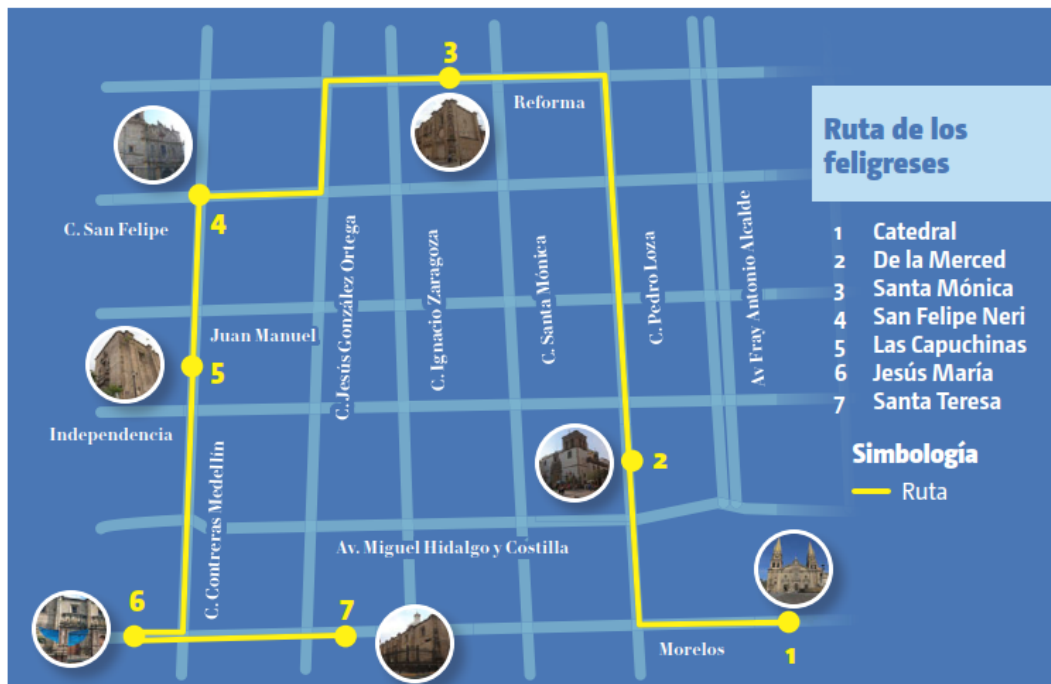 3
Reforma
4
C. San Felipe
C. Jesús González Ortega
C. Ignacio Zaragoza
C. Santa Mónica
C. Pedro Loza
Av Fray Antonio Alcalde
Juan Manuel
5
Independencia
2
C. Contreras Medellín
Av. Miguel Hidalgo y Costilla
6
7
Morelos
1
Ruta de los
feligreses
1 Catedral
2 De la Merced
3 Santa Mónica
4 San Felipe Neri
5 Las Capuchinas
6 Jesús María
7 Santa Teresa
Simbología
Ruta